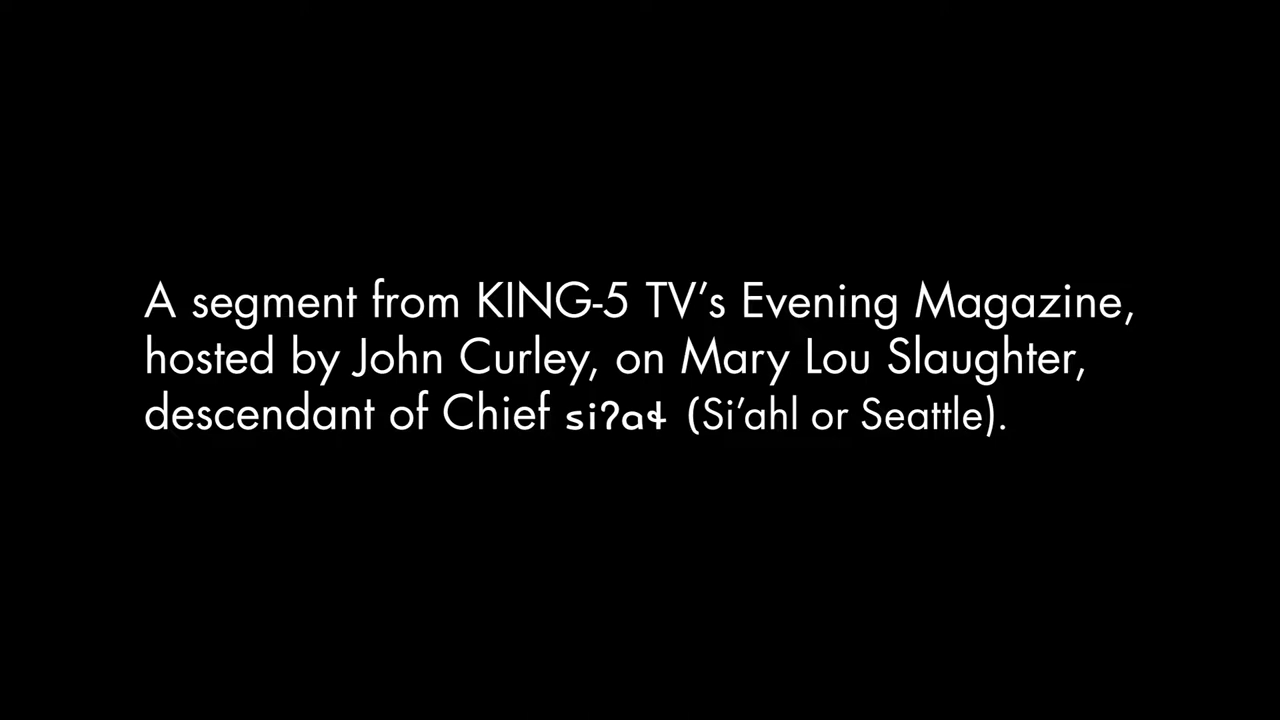 A segment from KING-5 TV’s Evening Magazine,
hosted by John Curley, on Mary Lou Slaughter,
descendant of Chief siʔaɬ (Si’ahl or Seattle).